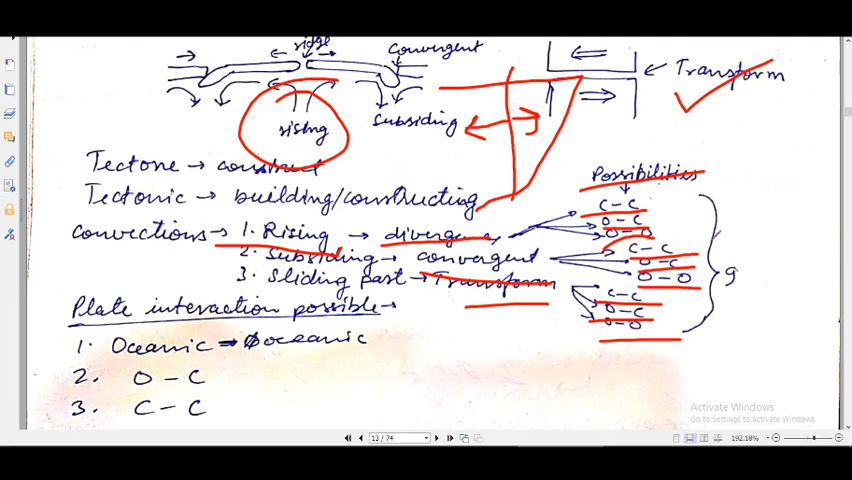 ridge
convergent
Transform
rising
Subsiding
Tectone → construct
Possibilities
Tectonic → building/constructing
C - C
O - C
O - O
convections → 1. Rising → divergent
2. Subsiding → convergent
C - C
O - C
O - O
3. Sliding past → Transform
C - C
O - C
O - O
9
Plate interaction possible →
1. Oceanic - oceanic
2. O - C
3. C - C
Activate Windows
Go to Settings to activate Windows.
13 / 74
192.18%